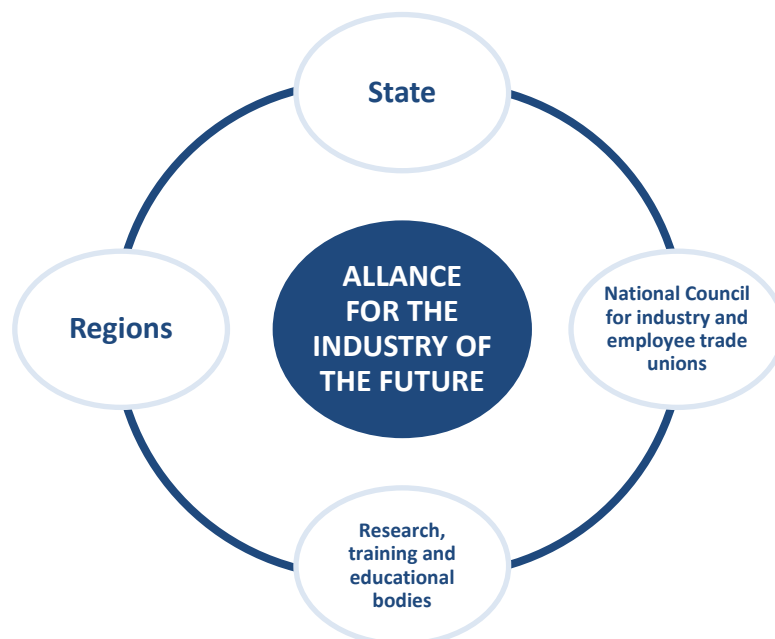 State
ALLANCE
FOR THE
INDUSTRY OF
THE FUTURE
Regions
National Council
for industry and
employee trade
unions
Research,
training and
educational
bodies